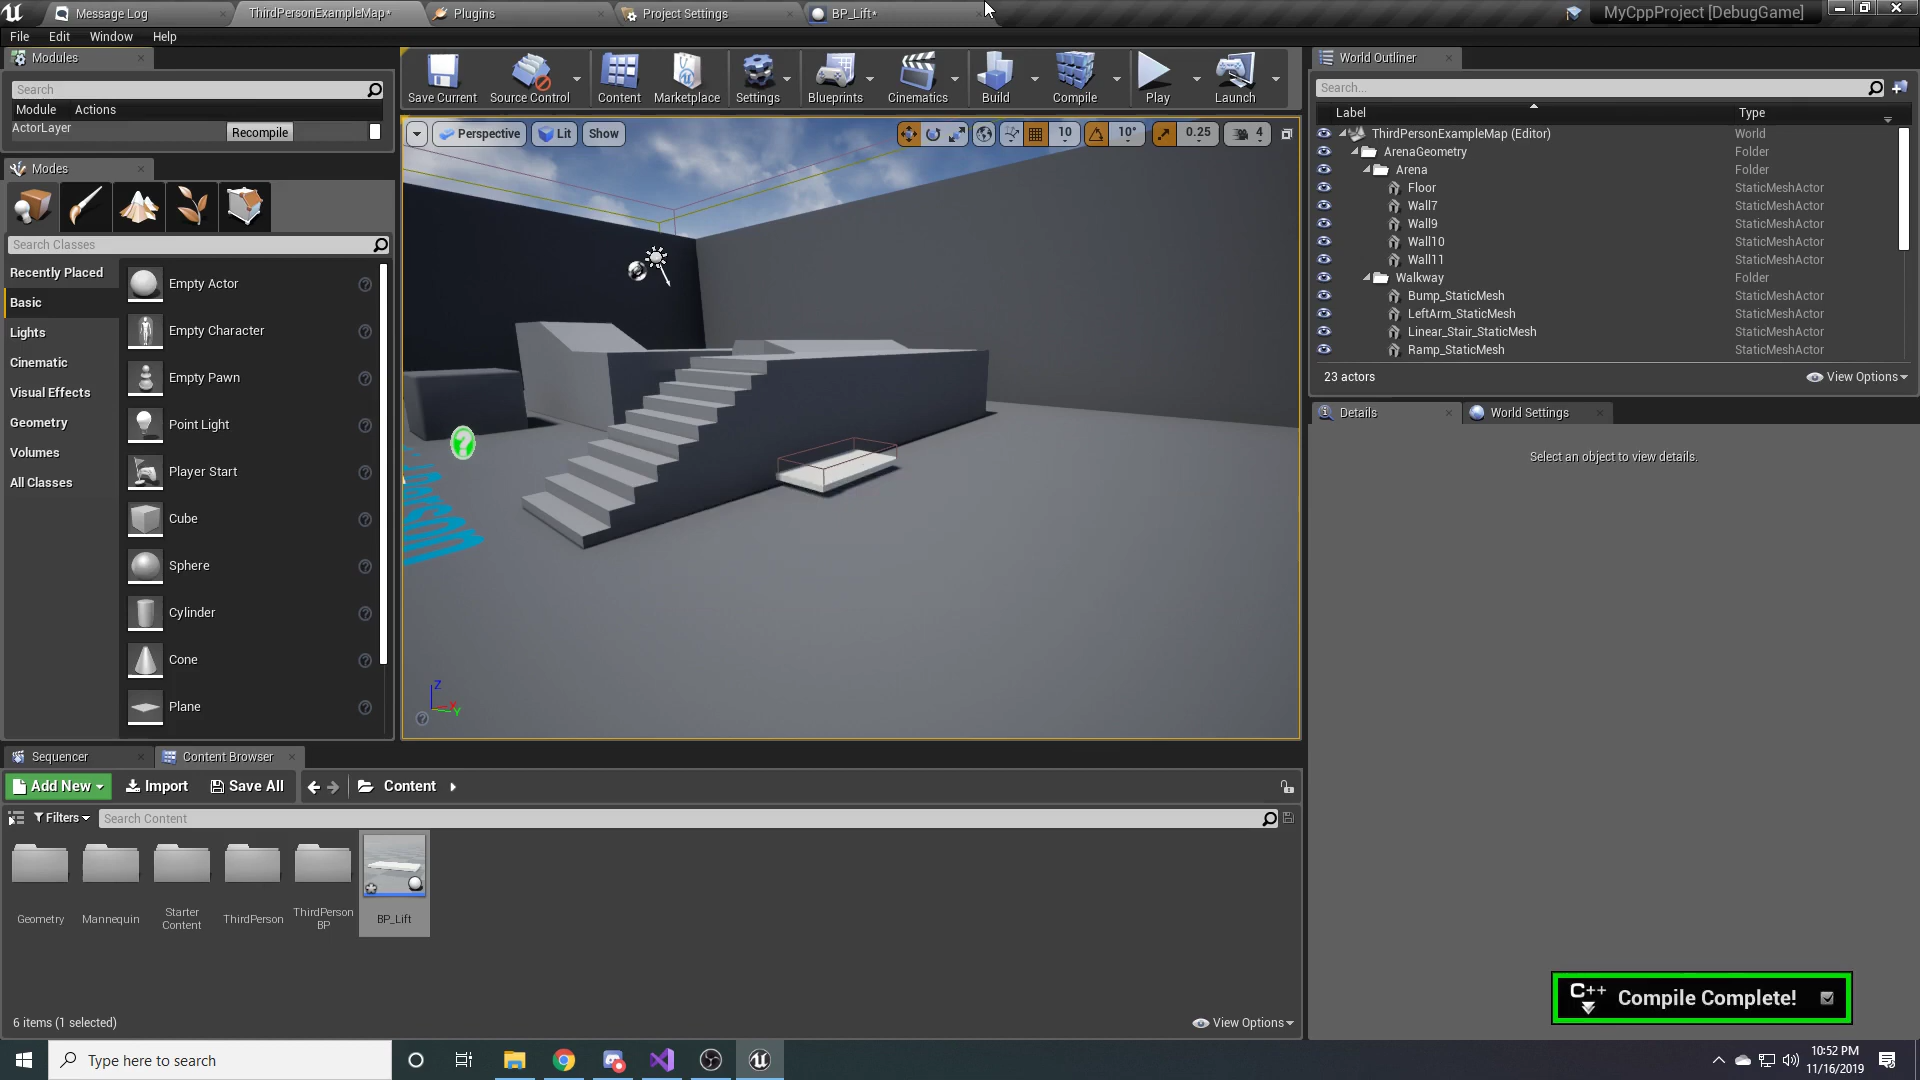 Message Log
ThirdPersonExampleMap*
Plugins
Project Settings
BP_Lift*
MyCppProject [DebugGame]
File
Edit
Window
Help
Modules
Search
Module
Actions
ActorLayer
Recompile
Modes
Search Classes
Recently Placed
Basic
Lights
Cinematic
Visual Effects
Geometry
Volumes
All Classes
Empty Actor
Empty Character
Empty Pawn
Point Light
Player Start
Cube
Sphere
Cylinder
Cone
Plane
Save Current
Source Control
Content
Marketplace
Settings
Blueprints
Cinematics
Build
Compile
Play
Launch
Perspective
Lit
Show
10
10°
0.25
4
Z
X
Y
World Outliner
Search...
Label
Type
ThirdPersonExampleMap (Editor)
World
ArenaGeometry
Folder
Arena
Folder
Floor
StaticMeshActor
Wall7
StaticMeshActor
Wall9
StaticMeshActor
Wall10
StaticMeshActor
Wall11
StaticMeshActor
Walkway
Folder
Bump_StaticMesh
StaticMeshActor
LeftArm_StaticMesh
StaticMeshActor
Linear_Stair_StaticMesh
StaticMeshActor
Ramp_StaticMesh
StaticMeshActor
23 actors
View Options
Details
World Settings
Select an object to view details.
Sequencer
Content Browser
Add New
Import
Save All
Content
Filters
Search Content
Geometry
Mannequin
Starter
Content
ThirdPerson
ThirdPerson
BP
BP_Lift
6 items (1 selected)
View Options
C++
Compile Complete!
Type here to search
10:52 PM
11/16/2019